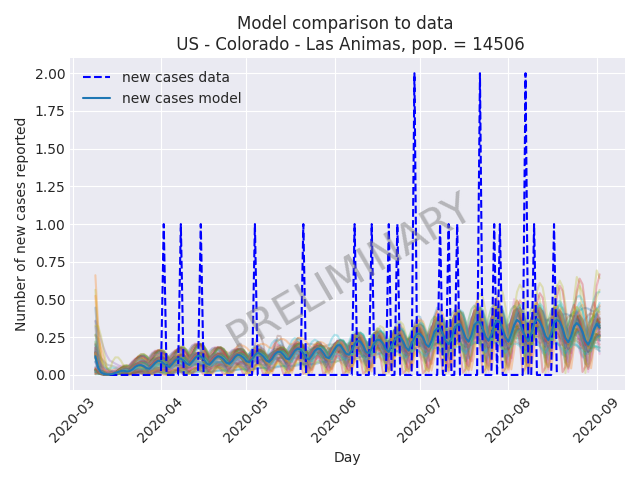 Model comparison to data
US - Colorado - Las Animas, pop. = 14506
new cases data
new cases model
PRELIMINARY
Number of new cases reported
2.00
1.75
1.50
1.25
1.00
0.75
0.50
0.25
0.00
2020-03
2020-04
2020-05
2020-06
2020-07
2020-08
2020-09
Day